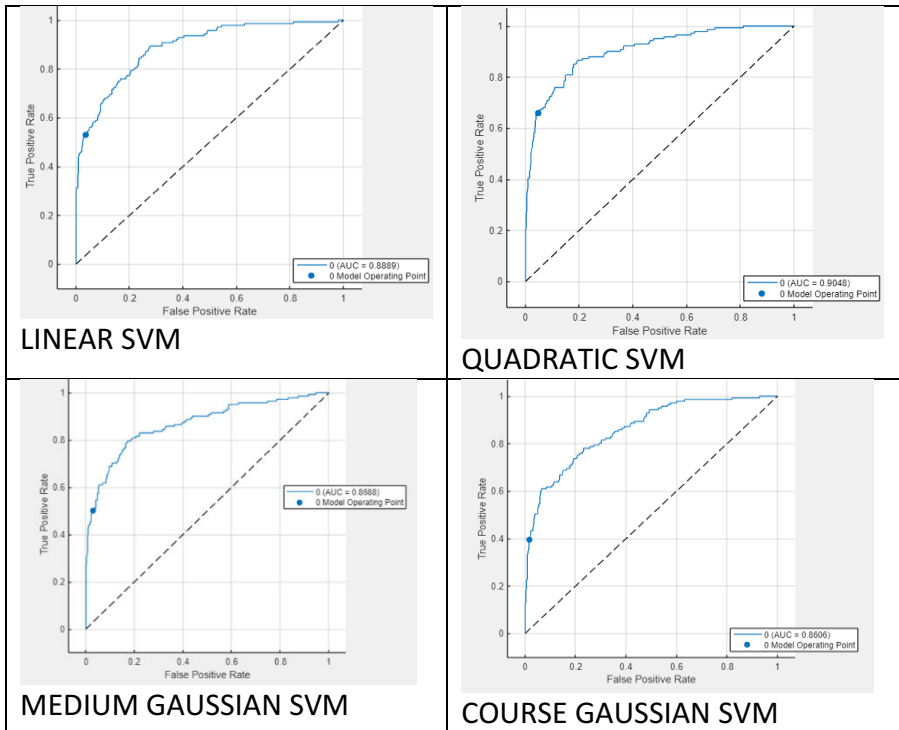 1
0.8
0.6
0.4
0.2
0
True Positive Rate
0 (AUC = 0.8889)
0 Model Operating Point
0 0.2 0.4 0.6 0.8 1
False Positive Rate
LINEAR SVM
1
0.8
0.6
0.4
0.2
0
True Positive Rate
0 (AUC = 0.9048)
0 Model Operating Point
0 0.2 0.4 0.6 0.8 1
False Positive Rate
QUADRATIC SVM
1
0.8
0.6
0.4
0.2
0
True Positive Rate
0 (AUC = 0.8688)
0 Model Operating Point
0 0.2 0.4 0.6 0.8 1
False Positive Rate
MEDIUM GAUSSIAN SVM
1
0.8
0.6
0.4
0.2
0
True Positive Rate
0 (AUC = 0.8606)
0 Model Operating Point
0 0.2 0.4 0.6 0.8 1
False Positive Rate
COURSE GAUSSIAN SVM